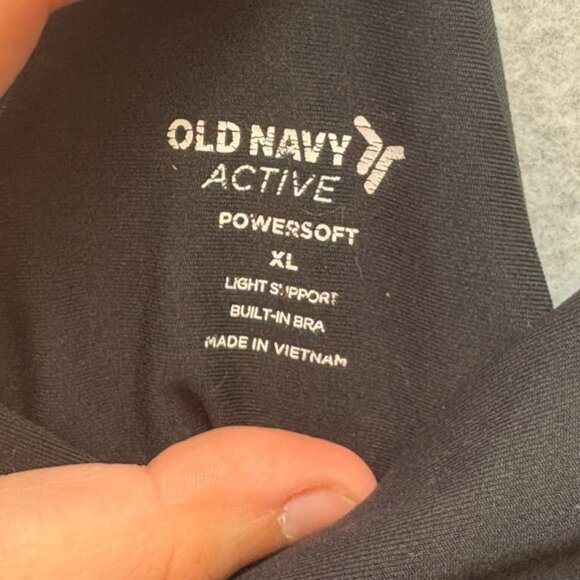 OLD NAVY
ACTIVE
POWERSOFT
XL
LIGHT SUPPORT
BUILT-IN BRA
MADE IN VIETNAM